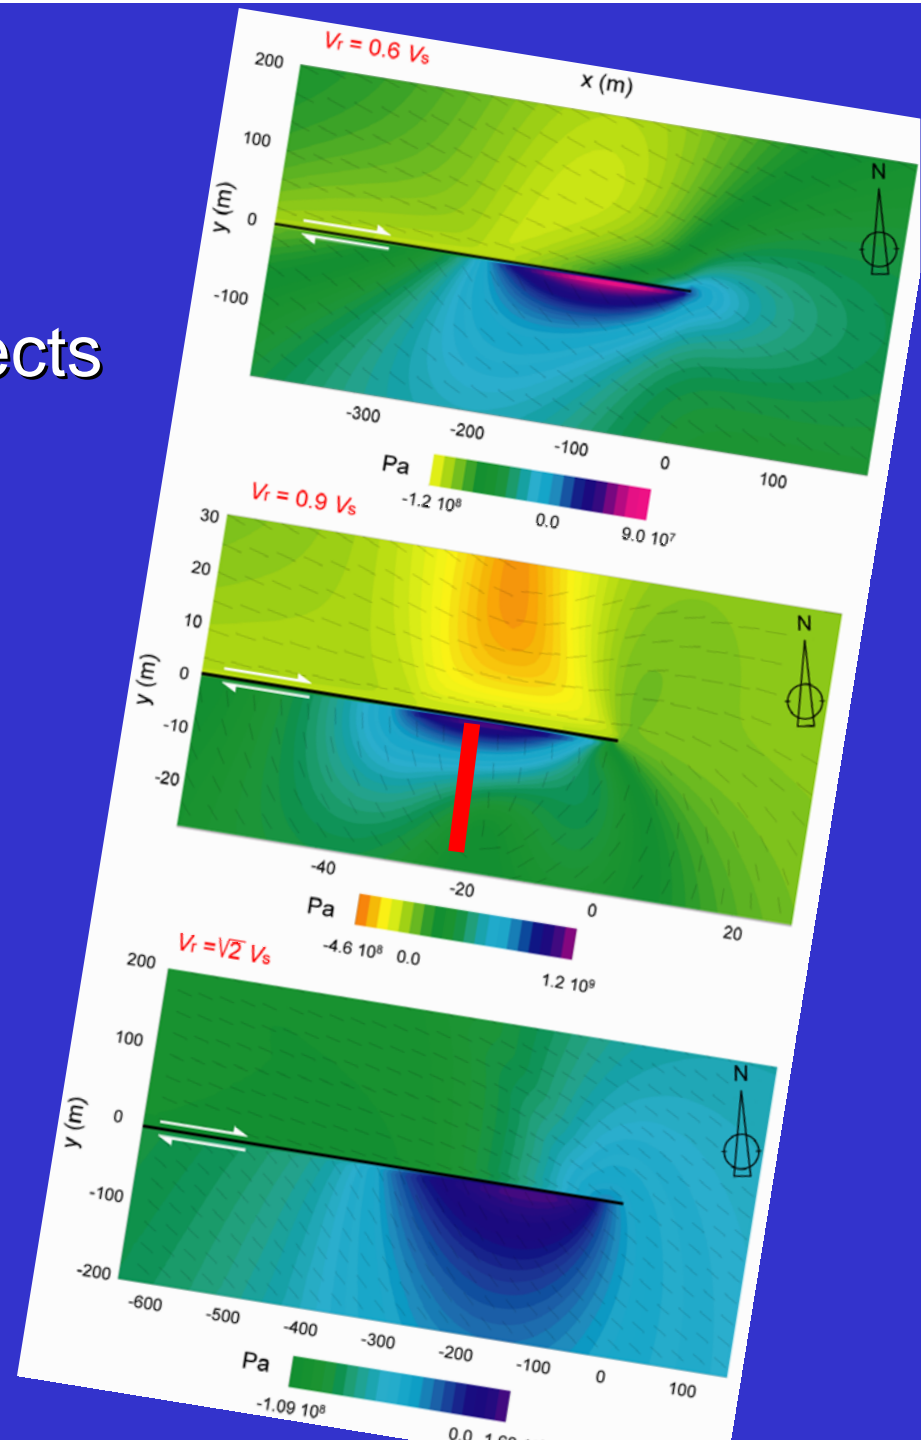 ects
Vr = 0.6 Vs
x (m)
200
100
0
-100
y (m)
N
-300
-200
-100
0
100
Pa
-1.2 10⁸
0.0
9.0 10⁷
Vr = 0.9 Vs
30
20
10
0
-10
-20
y (m)
N
-40
-20
0
20
Pa
-4.6 10⁸
0.0
1.2 10⁹
Vr =√2 Vs
200
100
0
-100
-200
y (m)
N
-600
-500
-400
-300
-200
-100
0
100
Pa
-1.09 10⁸
0.0